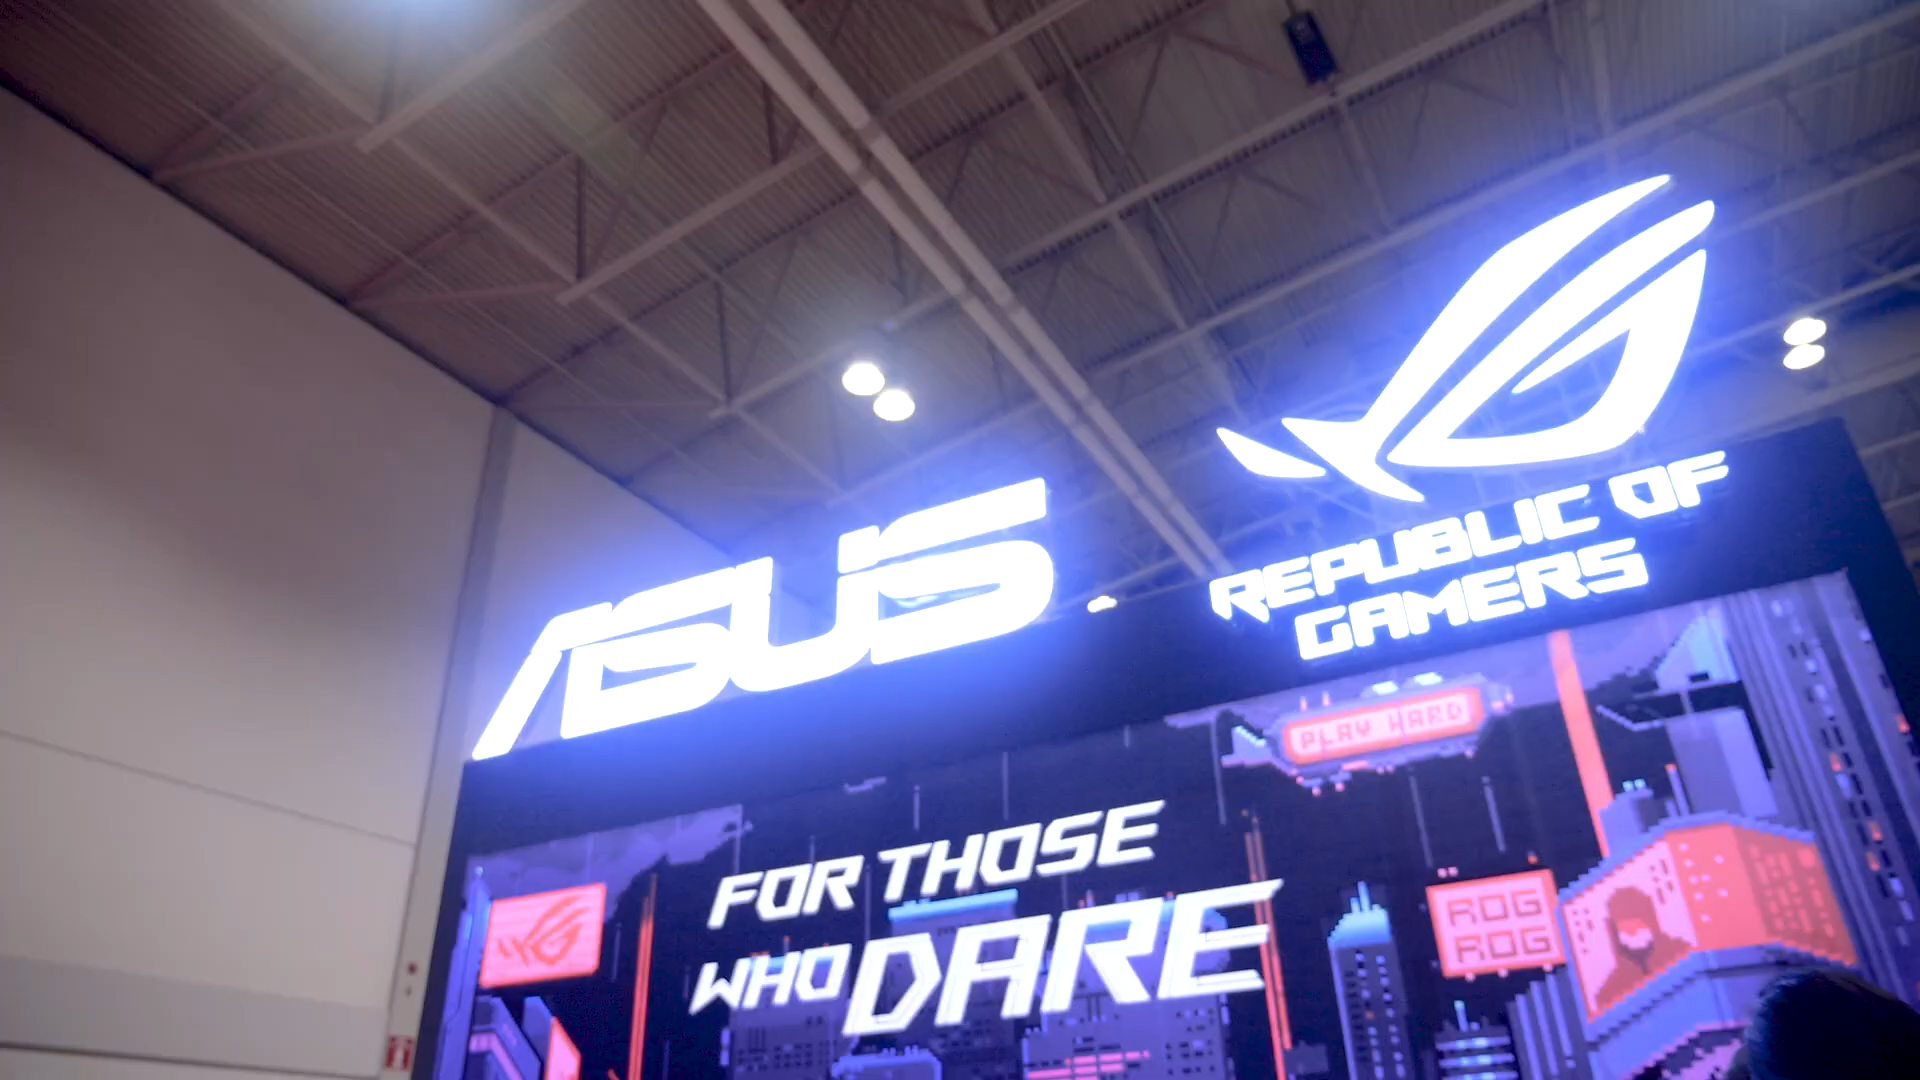 ASUS
REPUBLIC OF
GAMERS
PLAY HARD
FOR THOSE
WHO DARE
ROG
ROG